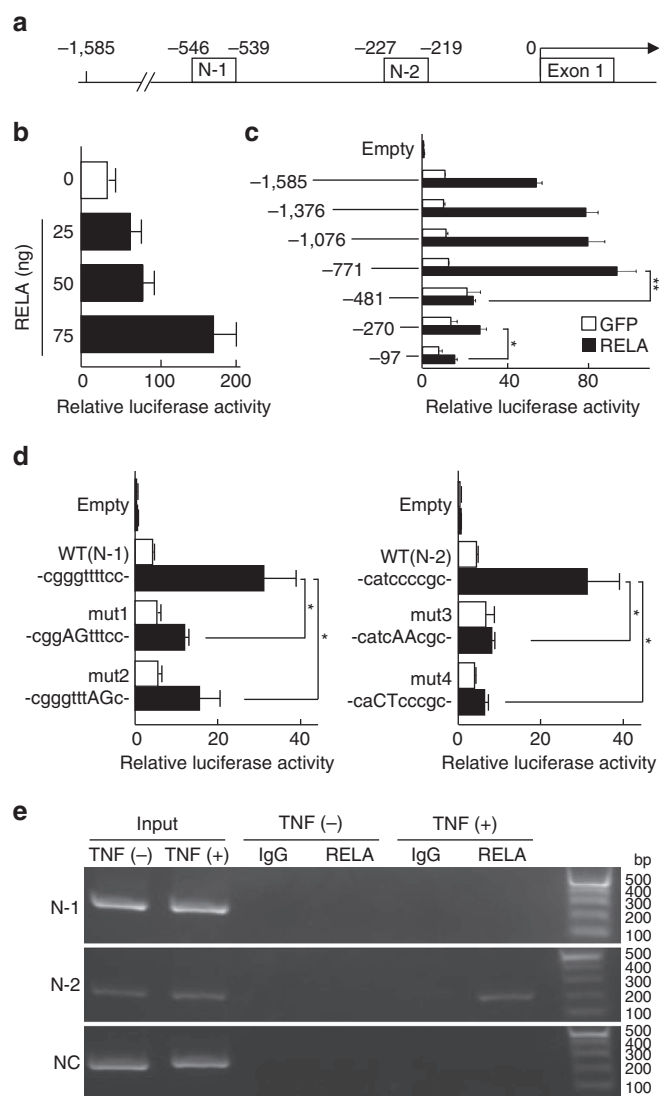 a
–1,585
–546
–539
–227
–219
0
N-1
N-2
Exon 1
b
RELA (ng)
0
25
50
75
0
100
200
Relative luciferase activity
c
Empty
–1,585
–1,376
–1,076
–771
–481
–270
–97
**
*
GFP
RELA
0
40
80
Relative luciferase activity
d
Empty
WT(N-1)
-cgggttttcc-
mut1
-cggAGtttcc-
mut2
-cgggtttAGc-
*
*
0
20
40
Relative luciferase activity
Empty
WT(N-2)
-catccccgc-
mut3
-catcAAcgc-
mut4
-caCTcccgc-
*
*
0
20
40
Relative luciferase activity
e
Input
TNF (–)
TNF (+)
TNF (–)
TNF (+)
IgG
RELA
IgG
RELA
bp
N-1
500
400
300
200
100
N-2
500
400
300
200
100
NC
500
400
300
200
100